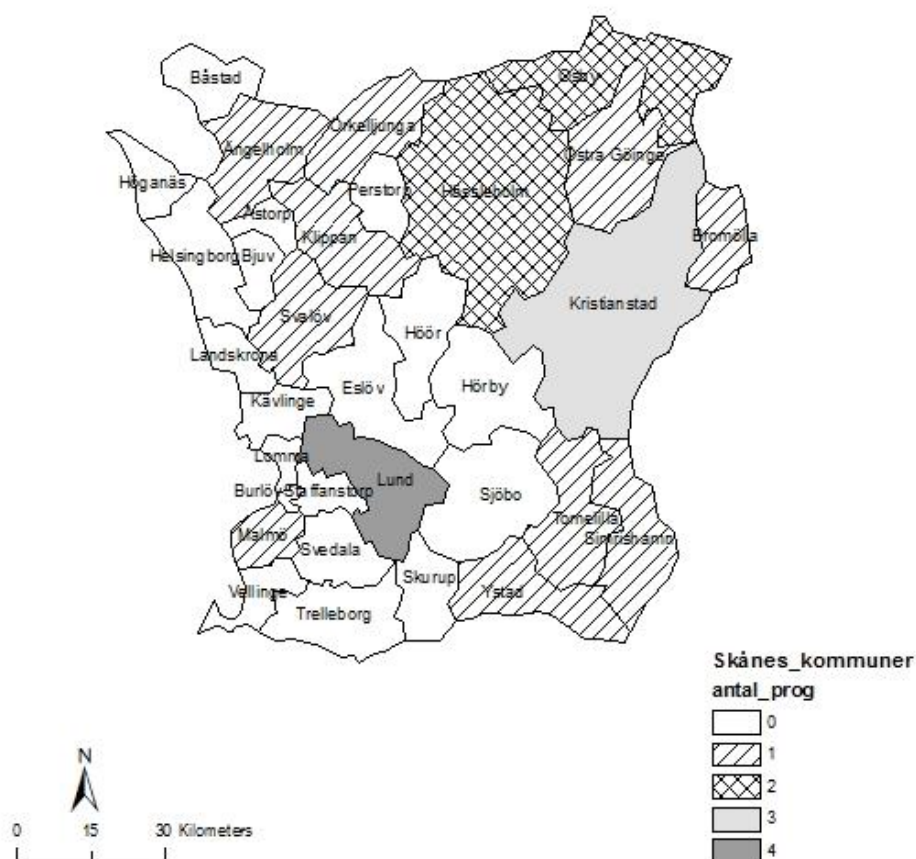 Båstad
Osby
Örkelljunga
Ängelholm
Östra Göinge
Höganäs
Perstorp
Hässleholm
Åstorp
Klippan
Bromölla
Helsingborg
Bjuv
Kristianstad
Svalöv
Höör
Landskrona
Eslöv
Hörby
Kävlinge
Lomma
Lund
Burlöv
Staffanstorp
Sjöbo
Tomelilla
Malmö
Simrishamn
Svedala
Skurup
Vellinge
Ystad
Trelleborg
Skånes_kommuner
antal_prog
0
1
2
3
4
N
0 15 30 Kilometers